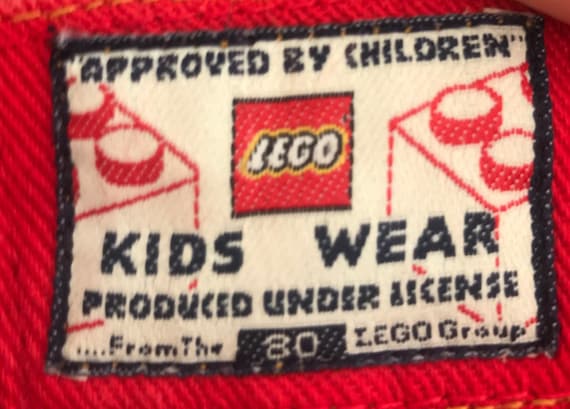 "APPROVED BY CHILDREN"
LEGO
KIDS WEAR
PRODUCED UNDER LICENSE
....From The 80 LEGO Group